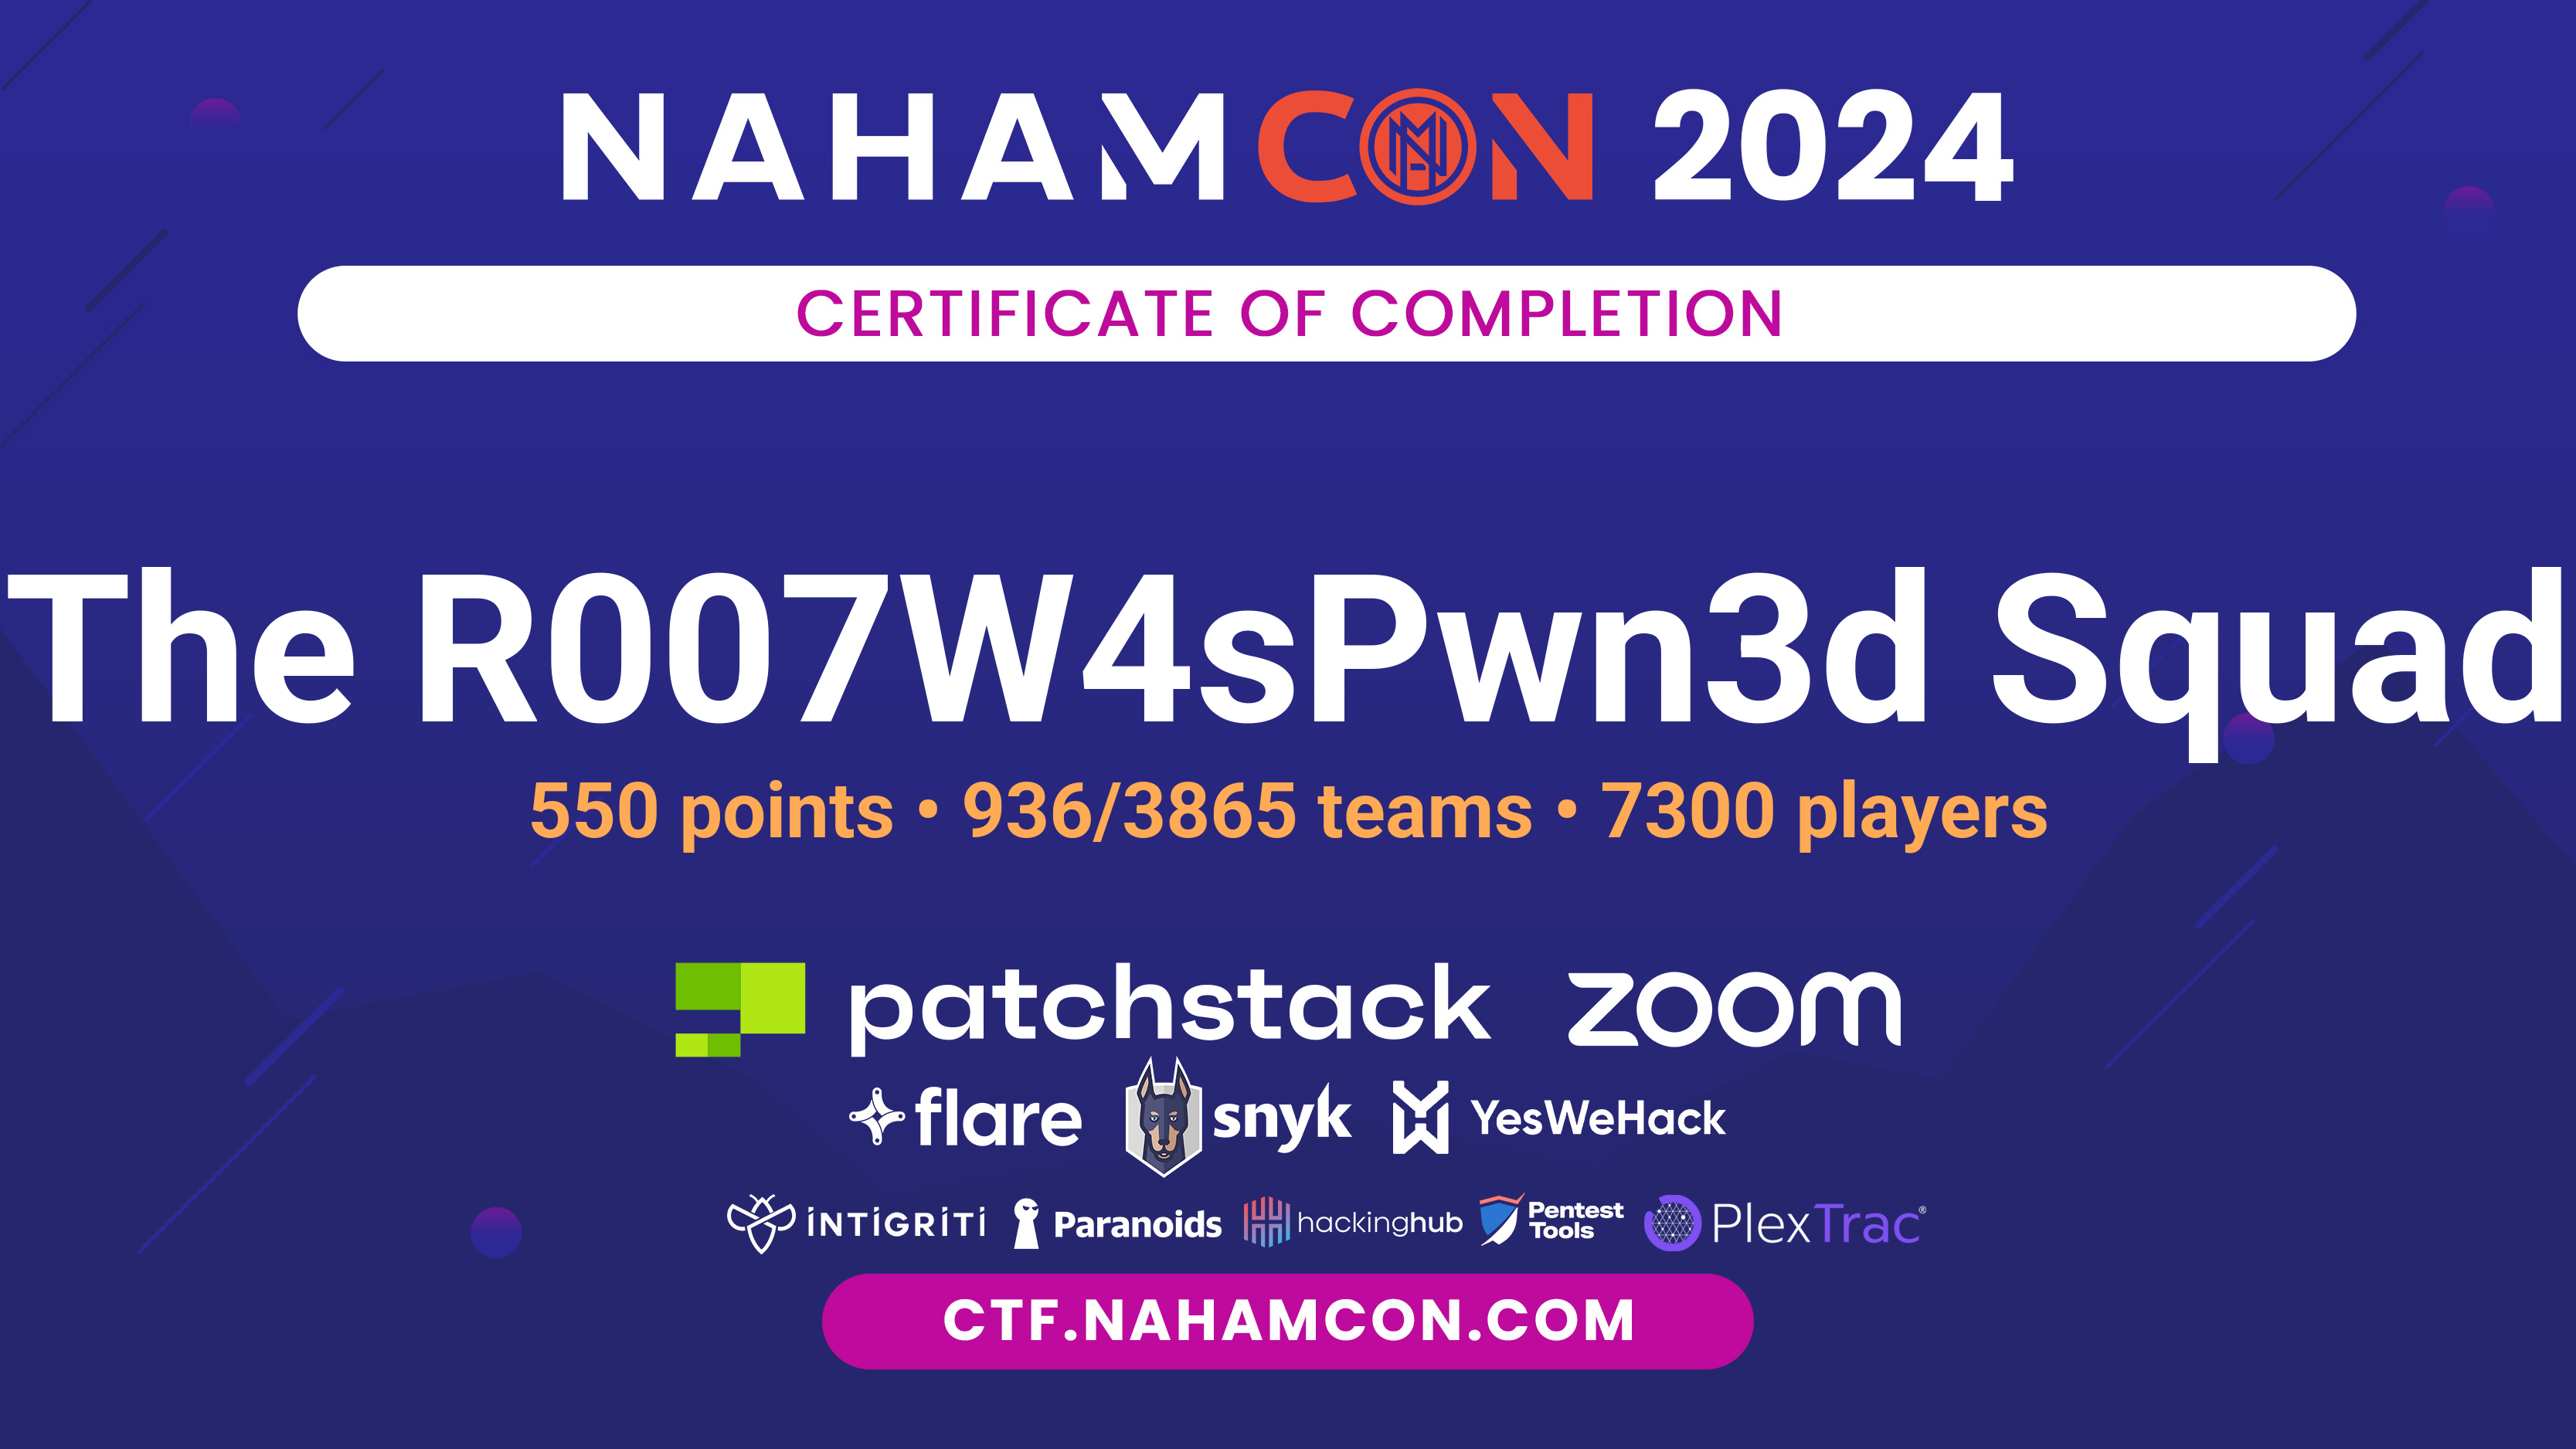 NAHAMCON 2024
CERTIFICATE OF COMPLETION
The R007W4sPwn3d Squad
550 points • 936/3865 teams • 7300 players
patchstack zoom
flare snyk YesWeHack
INTIGRITI Paranoids hackinghub Pentest Tools PlexTrac®
CTF.NAHAMCON.COM